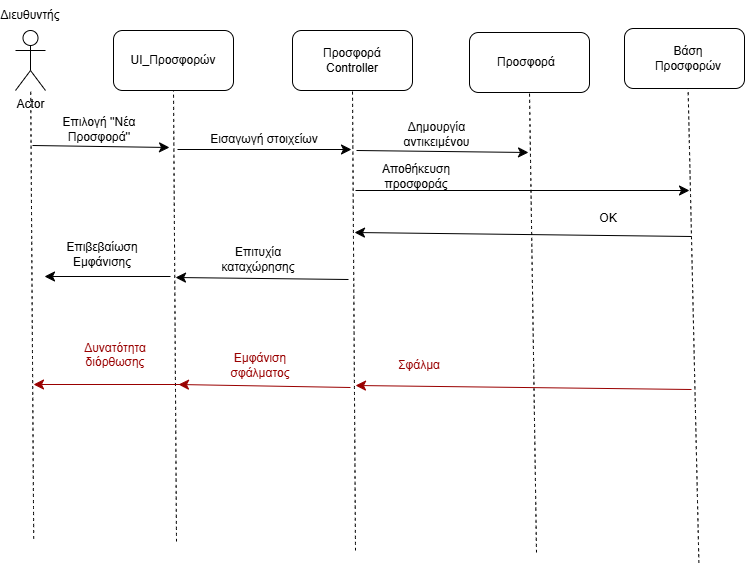 Διευθυντής
Actor
UI_Προσφορών
Προσφορά
Controller
Προσφορά
Βάση
Προσφορών
Επιλογή "Νέα
Προσφορά"
Εισαγωγή στοιχείων
Δημουργία
αντικειμένου
Αποθήκευση
προσφοράς
ΟΚ
Επιτυχία
καταχώρησης
Επιβεβαίωση
Εμφάνισης
Σφάλμα
Εμφάνιση
σφάλματος
Δυνατότητα
διόρθωσης